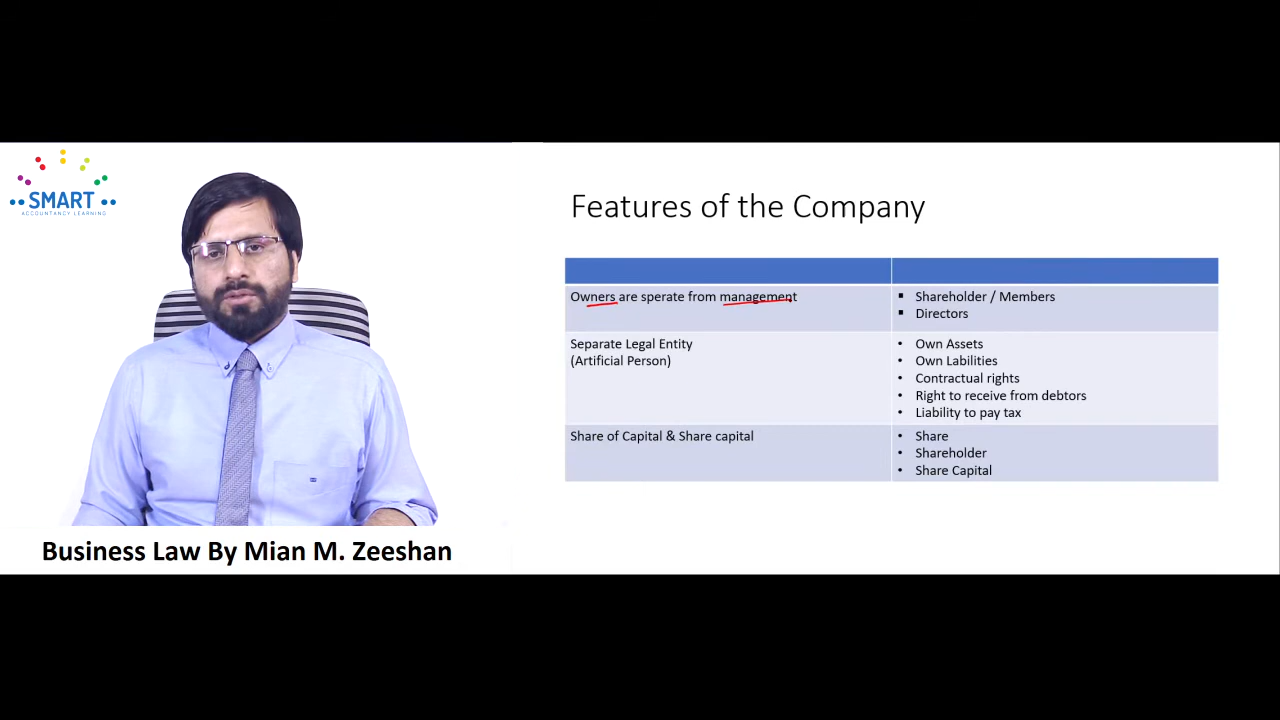 SMART
ACCOUNTANCY LEARNING
Business Law By Mian M. Zeeshan
Features of the Company
Owners are sperate from management
▪ Shareholder / Members
▪ Directors
Separate Legal Entity
(Artificial Person)
• Own Assets
• Own Labilities
• Contractual rights
• Right to receive from debtors
• Liability to pay tax
Share of Capital & Share capital
• Share
• Shareholder
• Share Capital